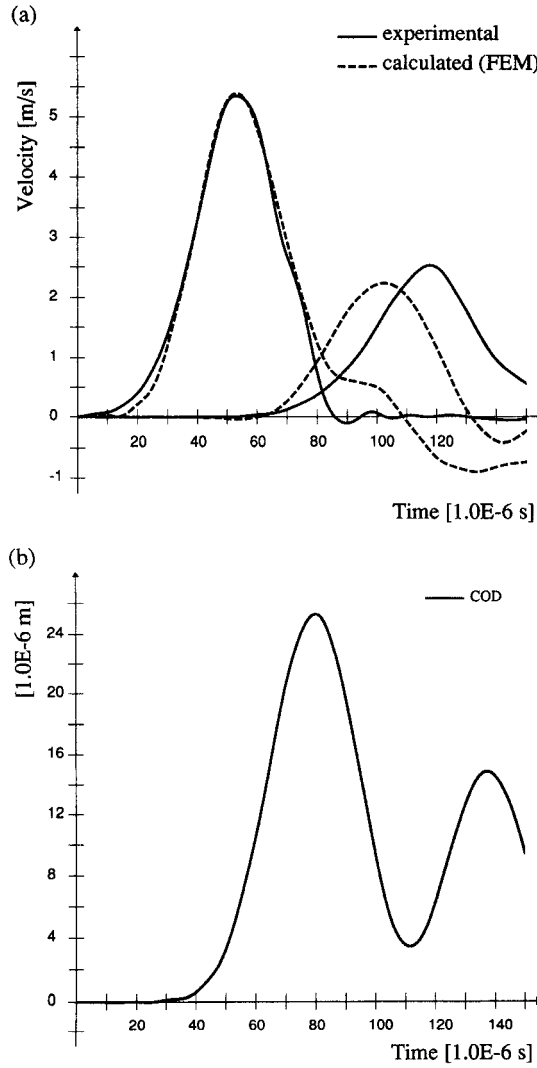 (a)
experimental
calculated (FEM)
Velocity [m/s]
5
4
3
2
1
0
-1
20 40 60 80 100 120 140
Time [1.0E-6 s]
(b)
COD
[1.0E-6 m]
24
20
16
12
8
4
0
20 40 60 80 100 120 140
Time [1.0E-6 s]